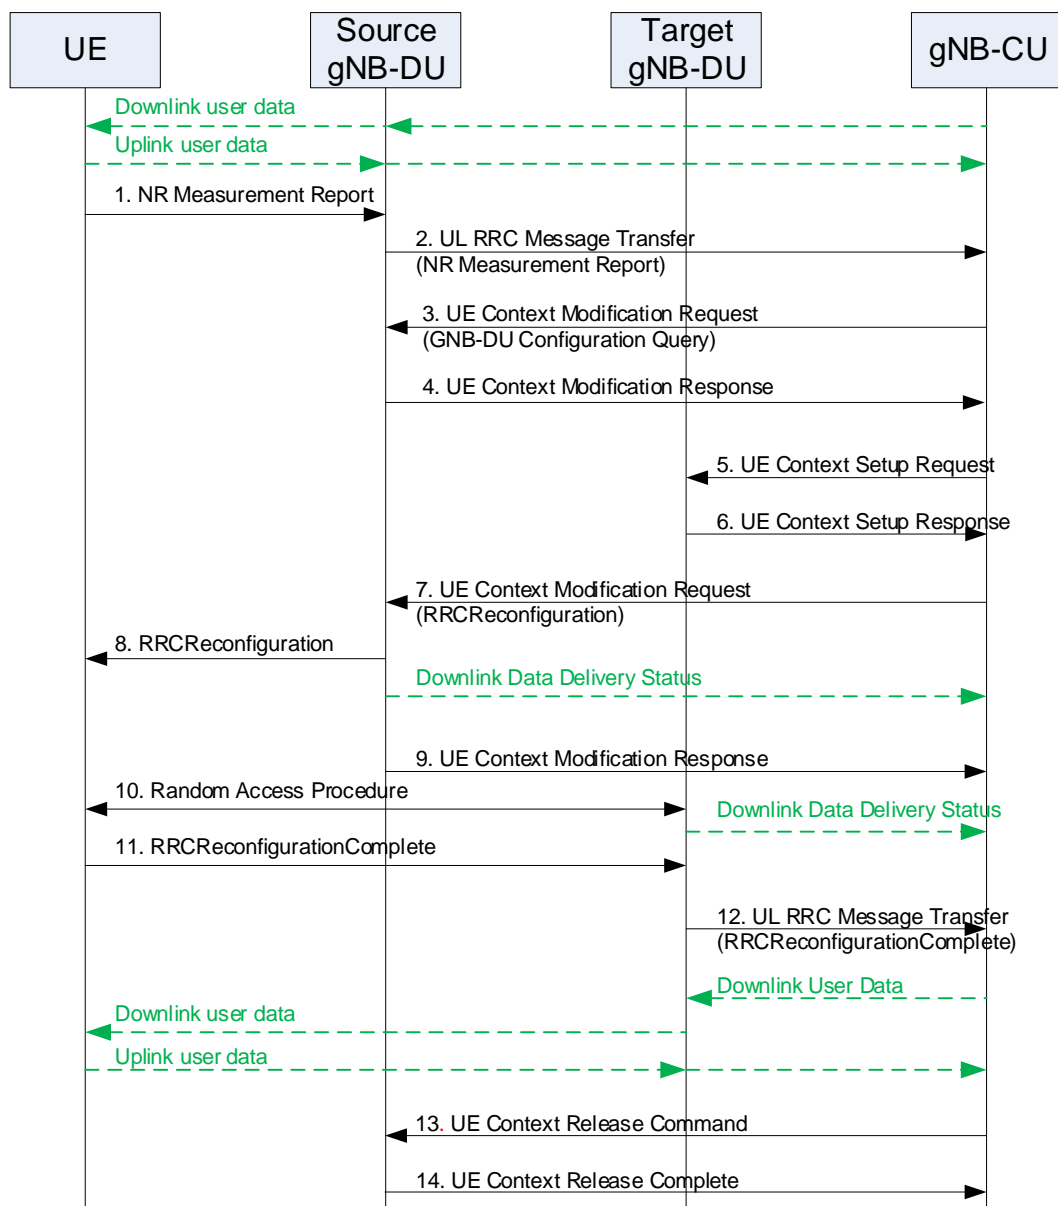 UE
Source
gNB-DU
Target
gNB-DU
gNB-CU
Downlink user data
Uplink user data
1. NR Measurement Report
2. UL RRC Message Transfer
(NR Measurement Report)
3. UE Context Modification Request
(GNB-DU Configuration Query)
4. UE Context Modification Response
5. UE Context Setup Request
6. UE Context Setup Response
7. UE Context Modification Request
(RRCReconfiguration)
8. RRCReconfiguration
Downlink Data Delivery Status
9. UE Context Modification Response
10. Random Access Procedure
Downlink Data Delivery Status
11. RRCReconfigurationComplete
12. UL RRC Message Transfer
(RRCReconfigurationComplete)
Downlink User Data
Downlink user data
Uplink user data
13. UE Context Release Command
14. UE Context Release Complete